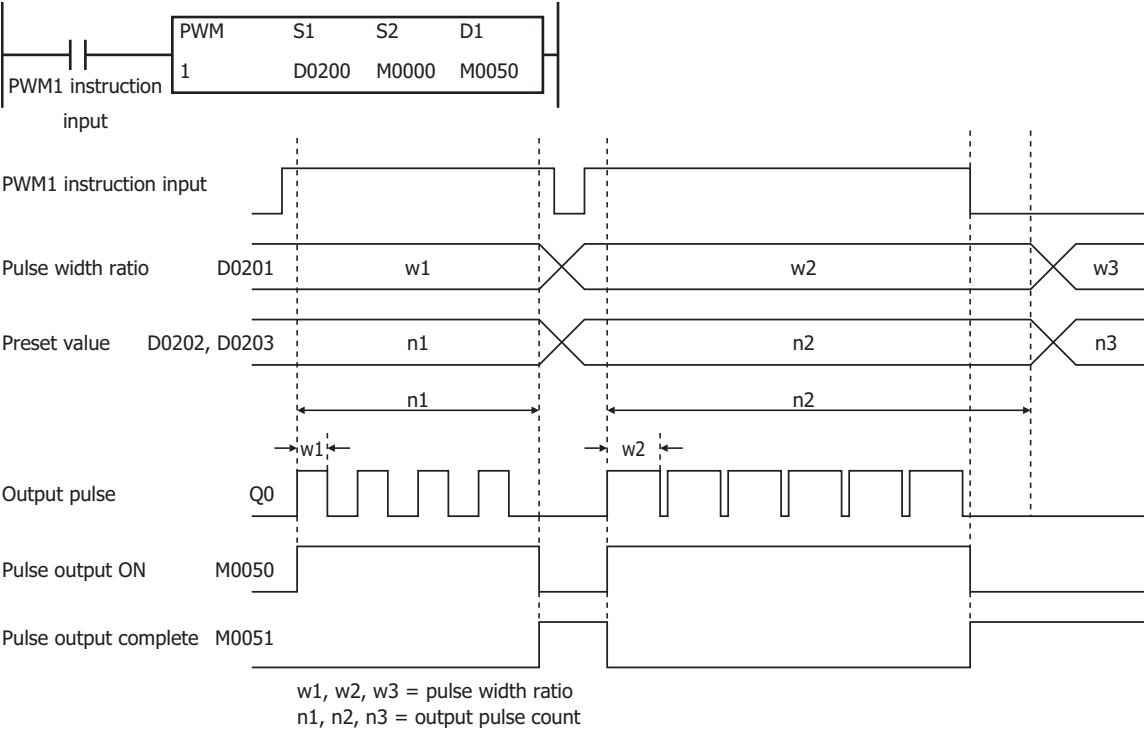 PWM S1 S2 D1
1 D0200 M0000 M0050
PWM1 instruction
input
PWM1 instruction input
Pulse width ratio D0201 w1 w2 w3
Preset value D0202, D0203 n1 n2 n3
n1 n2
w1 w2
Output pulse Q0
Pulse output ON M0050
Pulse output complete M0051
w1, w2, w3 = pulse width ratio
n1, n2, n3 = output pulse count